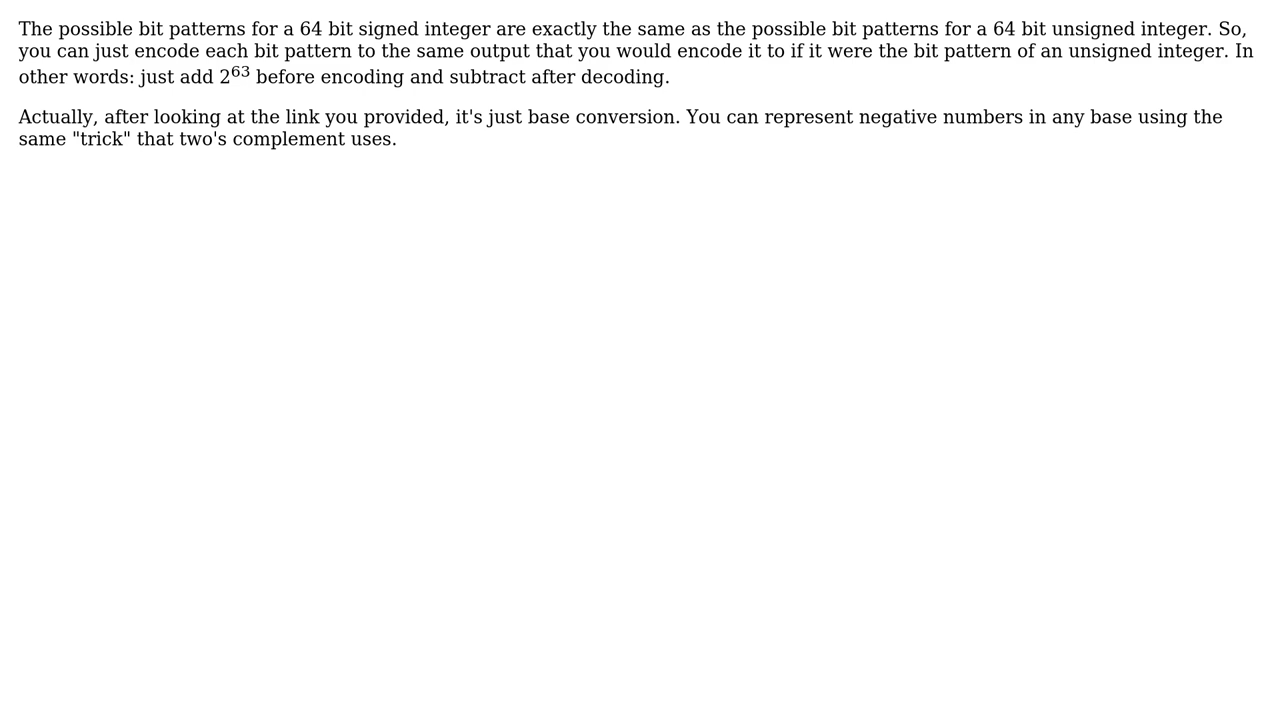 The possible bit patterns for a 64 bit signed integer are exactly the same as the possible bit patterns for a 64 bit unsigned integer. So,
you can just encode each bit pattern to the same output that you would encode it to if it were the bit pattern of an unsigned integer. In
other words: just add 2⁶³ before encoding and subtract after decoding.
Actually, after looking at the link you provided, it's just base conversion. You can represent negative numbers in any base using the
same "trick" that two's complement uses.